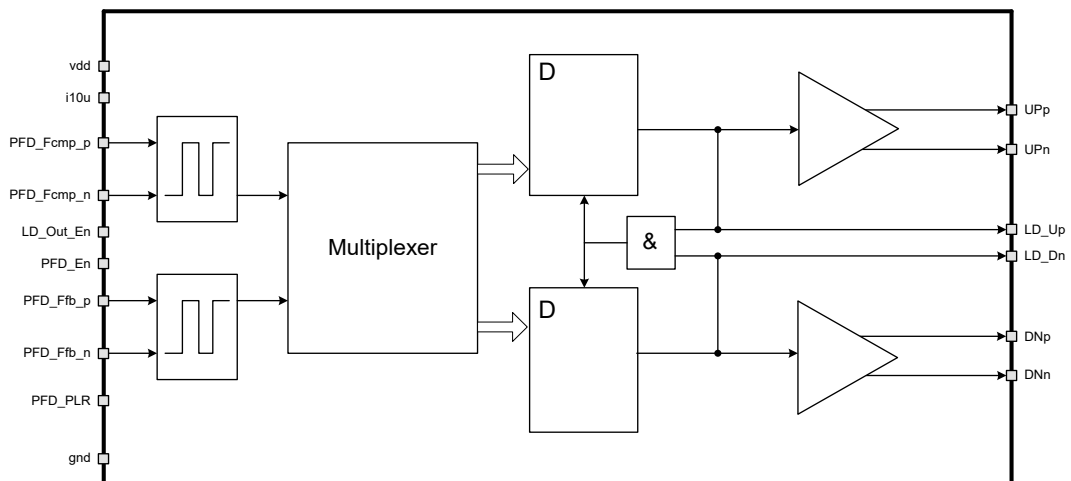 vdd
i10u
PFD_Fcmp_p
PFD_Fcmp_n
LD_Out_En
PFD_En
PFD_Ffb_p
PFD_Ffb_n
PFD_PLR
gnd
Multiplexer
D
D
&
UPp
UPn
LD_Up
LD_Dn
DNp
DNn